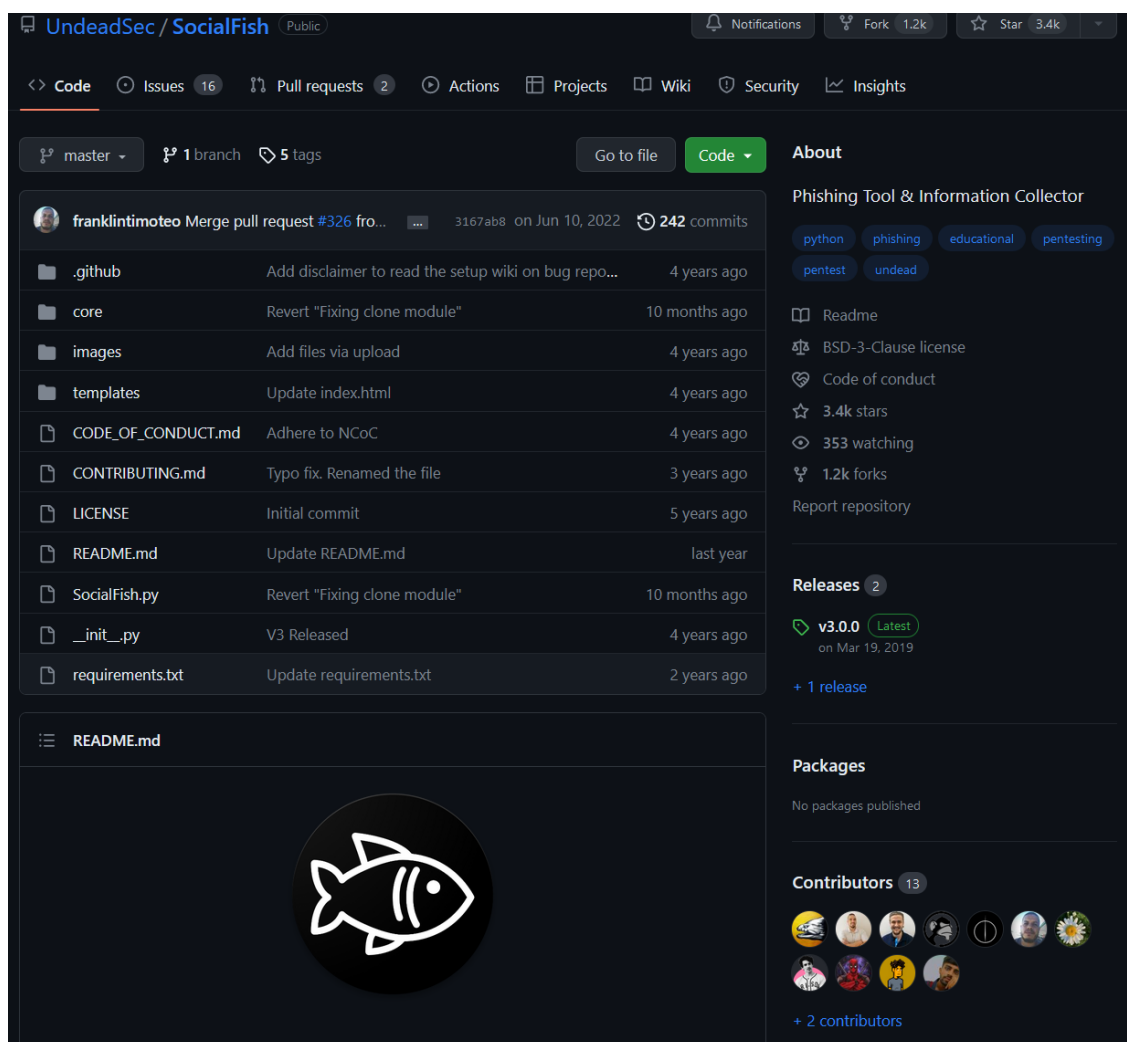 UndeadSec / SocialFish Public
Notifications Fork 1.2k Star 3.4k
Code Issues 16 Pull requests 2 Actions Projects Wiki Security Insights
master 1 branch 5 tags Go to file Code
franklintimoteo Merge pull request #326 fro... ... 3167ab8 on Jun 10, 2022 242 commits
.github Add disclaimer to read the setup wiki on bug repo... 4 years ago
core Revert "Fixing clone module" 10 months ago
images Add files via upload 4 years ago
templates Update index.html 4 years ago
CODE_OF_CONDUCT.md Adhere to NCoC 4 years ago
CONTRIBUTING.md Typo fix. Renamed the file 3 years ago
LICENSE Initial commit 5 years ago
README.md Update README.md last year
SocialFish.py Revert "Fixing clone module" 10 months ago
__init__.py V3 Released 4 years ago
requirements.txt Update requirements.txt 2 years ago
README.md
About
Phishing Tool & Information Collector
python phishing educational pentesting
pentest undead
Readme
BSD-3-Clause license
Code of conduct
3.4k stars
353 watching
1.2k forks
Report repository
Releases 2
v3.0.0 Latest
on Mar 19, 2019
+ 1 release
Packages
No packages published
Contributors 13
+ 2 contributors